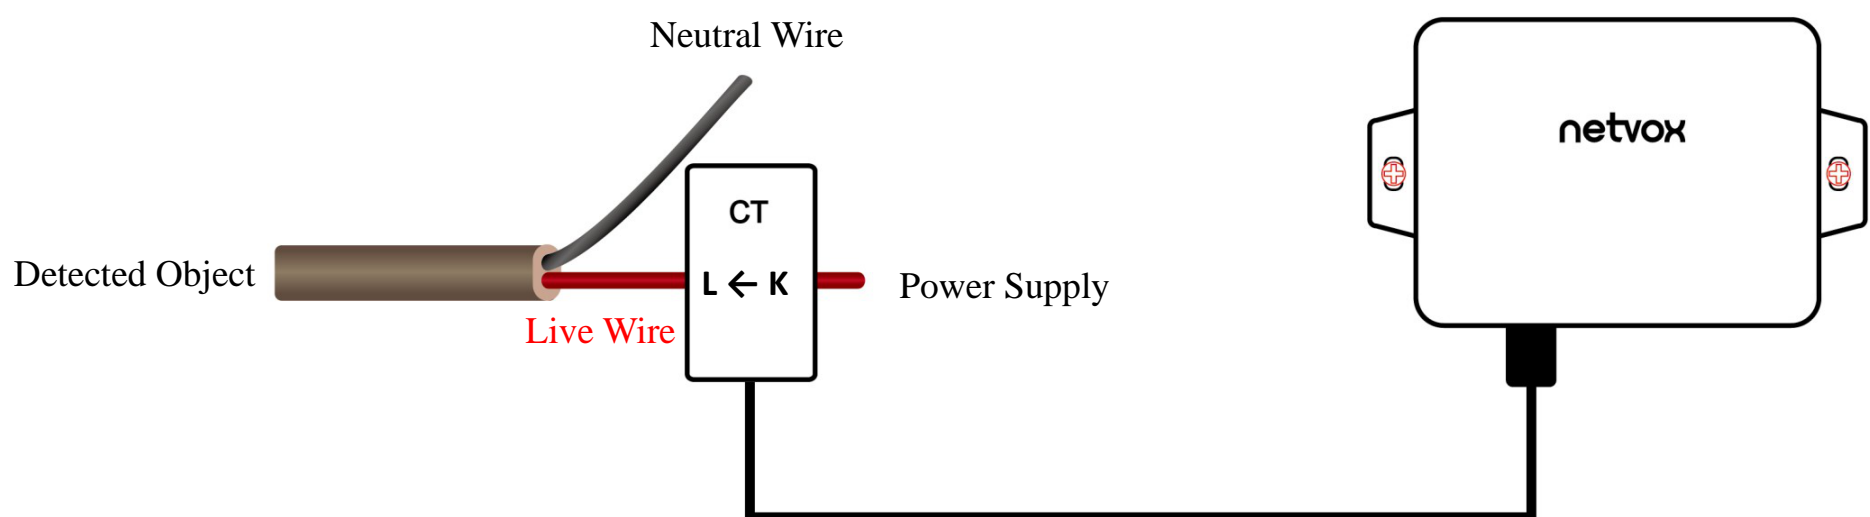 Neutral Wire
netvox
CT
Detected Object
L ← K
Power Supply
Live Wire